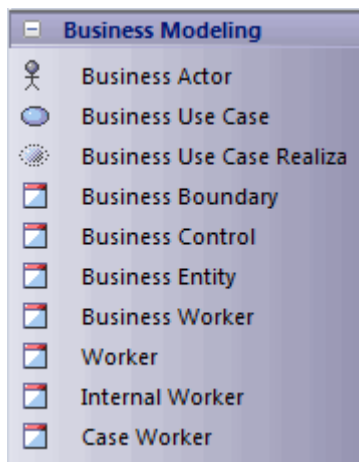 Business Modeling
Business Actor
Business Use Case
Business Use Case Realiza
Business Boundary
Business Control
Business Entity
Business Worker
Worker
Internal Worker
Case Worker